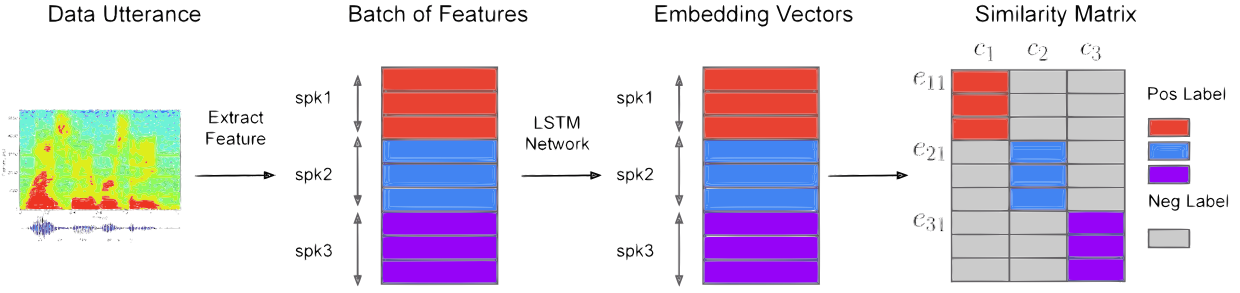 Data Utterance
Batch of Features
Embedding Vectors
Similarity Matrix
Extract
Feature
spk1
spk2
spk3
LSTM
Network
spk1
spk2
spk3
c1 c2 c3
e11
e21
e31
Pos Label
Neg Label